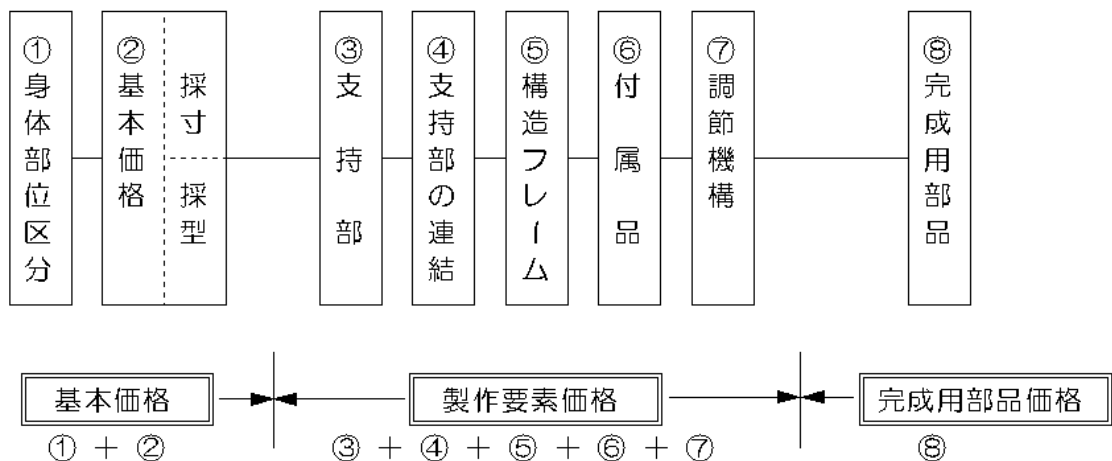 ①身体部位区分
②基本価格
採寸
採型
③支持部
④支持部の連結
⑤構造フレーム
⑥付属品
⑦調節機構
⑧完成用部品
基本価格
製作要素価格
完成用部品価格
① + ②
③ + ④ + ⑤ + ⑥ + ⑦
⑧